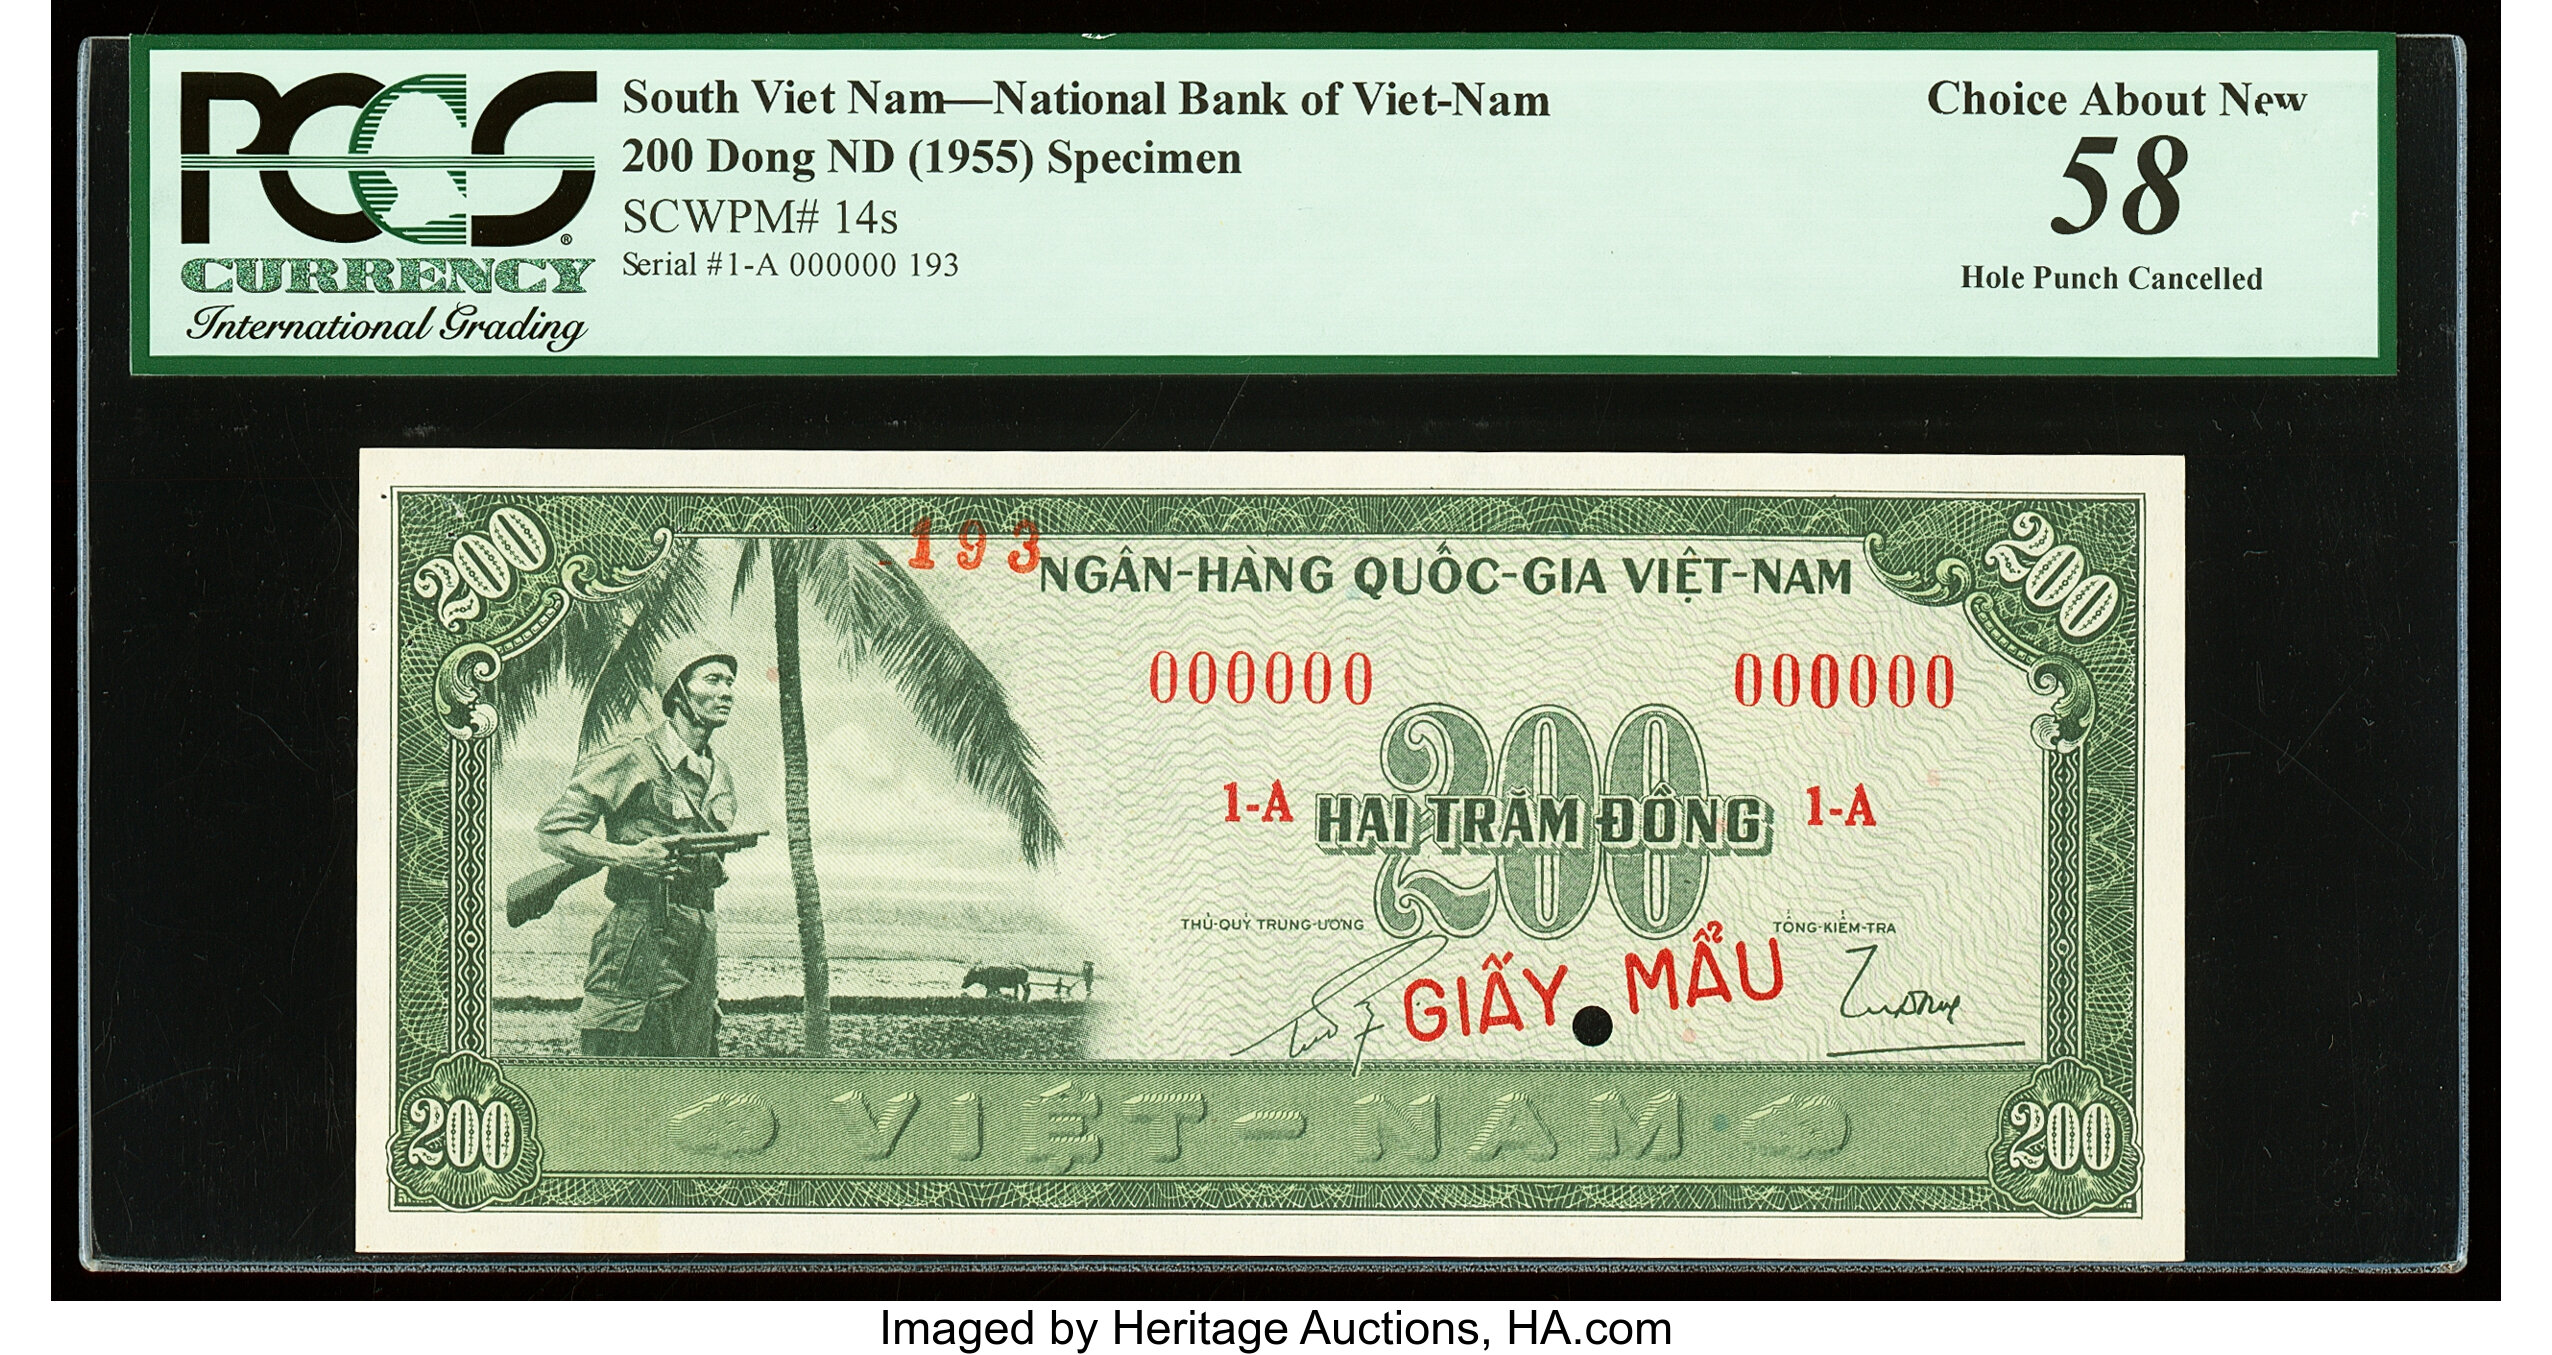 PCGS
CURRENCY
International Grading
South Viet Nam—National Bank of Viet-Nam
200 Dong ND (1955) Specimen
SCWPM# 14s
Serial #1-A 000000 193
Choice About New
58
Hole Punch Cancelled
200
193
200
NGÂN-HÀNG QUỐC-GIA VIỆT-NAM
000000 000000
200
1-A HAI TRĂM ĐỒNG 1-A
THỦ-QUỸ TRUNG-ƯƠNG TỔNG-KIỂM-TRA
GIẤY MẪU
VIỆT-NAM
200 200
Imaged by Heritage Auctions, HA.com